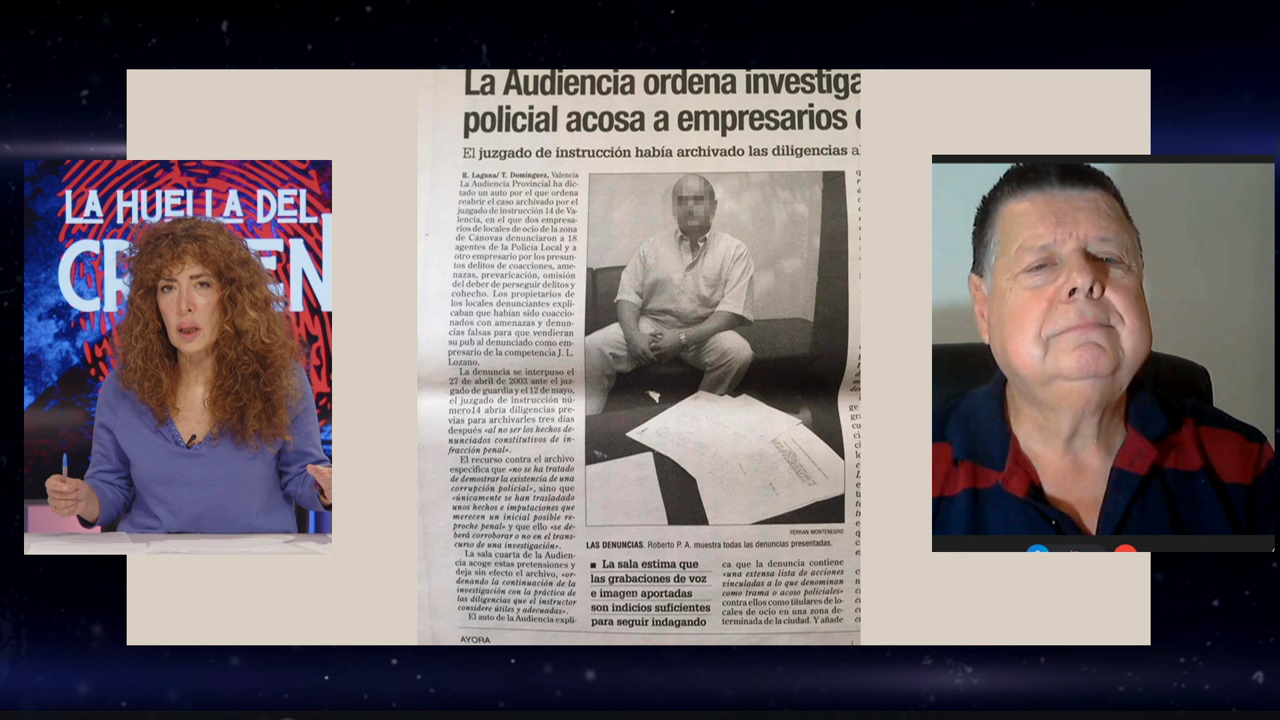 LA HUELLA DEL
La Audiencia ordena investiga
policial acosa a empresarios
El juzgado de instrucción había archivado las diligencias a
R. Laguna/ T. Domínguez, Valencia
La Audiencia Provincial ha dic-
tado un auto por el que ordena
reabrir el caso archivado por el
juzgado de instrucción 14 de Va-
lencia, en el que dos empresa-
rios de locales de ocio de la zona
de Cánovas denunciaron a 18
agentes de la Policía Local y a
otro empresario por los presun-
tos delitos de coacciones, ame-
nazas, prevaricación, omisión
del deber de perseguir delitos y
cohecho. Los propietarios de
los locales denunciantes expli-
caban que habían sido coaccio-
nados con amenazas y denun-
cias falsas para que vendieran
su pub al denunciado como em-
presario de la competencia J. L.
Lozano.
La denuncia se interpuso el
27 de abril de 2003 ante el juz-
gado de guardia y el 12 de mayo,
el juzgado de instrucción nú-
mero14 abría diligencias pre-
vias para archivarles tres días
después «al no ser los hechos de-
nunciados constitutivos de in-
fracción penal».
El recurso contra el archivo
especifica que «no se ha tratado
de demostrar la existencia de una
corrupción policial», sino que
«únicamente se han trasladado
unos hechos e imputaciones que
merecen un inicial posible re-
proche penal» y que ello «se de-
berá corroborar o no en el trans-
curso de una investigación».
La sala cuarta de la Audien-
cia acoge estas pretensiones y
deja sin efecto el archivo, «or-
denando la continuación de la
investigación con la práctica de
las diligencias que el instructor
considere útiles y adecuadas».
El auto de la Audiencia expli-
FERRAN MONTENEGRO
LAS DENUNCIAS. Roberto P. A. muestra todas las denuncias presentadas.
■ La sala estima que
las grabaciones de voz
e imagen aportadas
son indicios suficientes
para seguir indagando
ca que la denuncia contiene
«una extensa lista de acciones
vinculadas a lo que denominan
como trama o acoso policiales»
contra ellos como titulares de lo-
cales de ocio en una zona de-
terminada de la ciudad. Y añade
AYORA